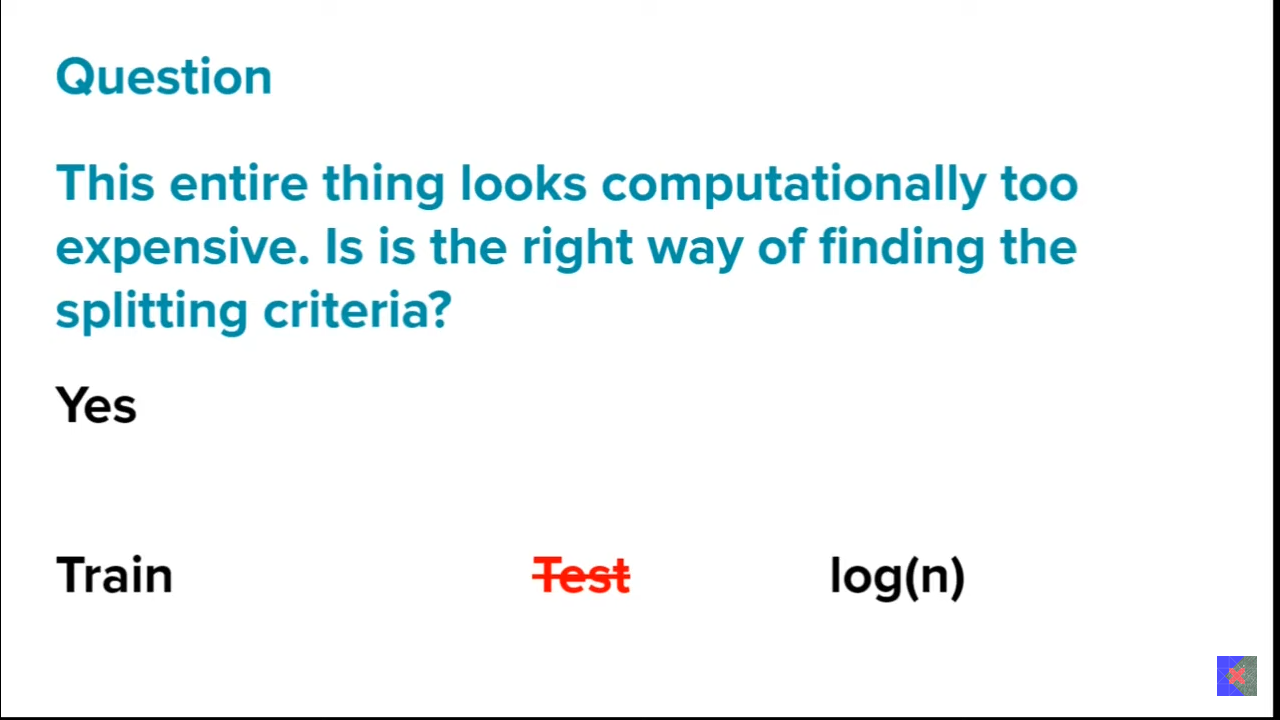 Question
This entire thing looks computationally too
expensive. Is is the right way of finding the
splitting criteria?
Yes
Train Test log(n)